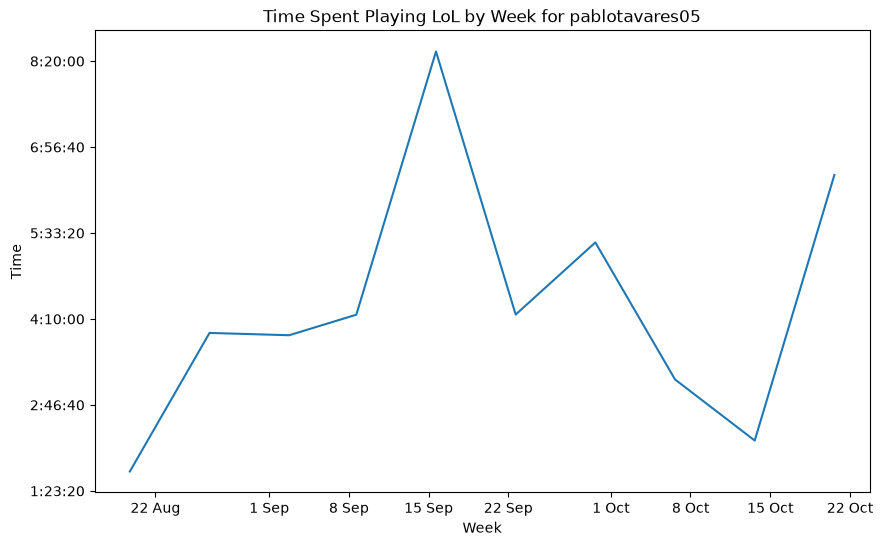 Time Spent Playing LoL by Week for pablotavares05
8:20:00
6:56:40
5:33:20
4:10:00
2:46:40
1:23:20
Time
22 Aug 1 Sep 8 Sep 15 Sep 22 Sep 1 Oct 8 Oct 15 Oct 22 Oct
Week